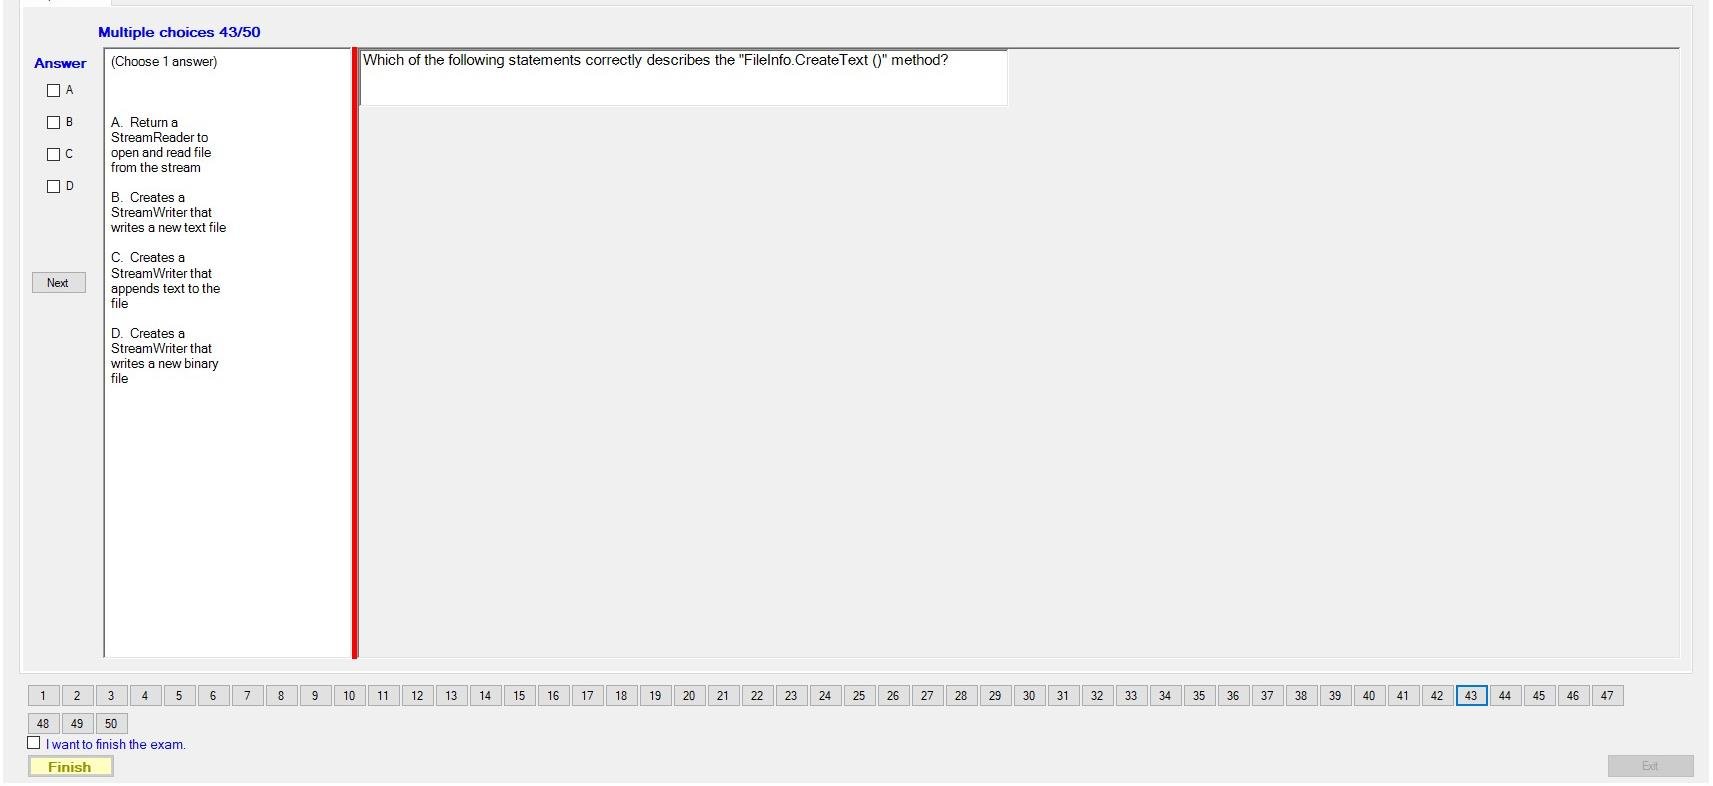 Multiple choices 43/50
Answer
A
B
C
D
Next
(Choose 1 answer)
A. Return a
StreamReader to
open and read file
from the stream
B. Creates a
StreamWriter that
writes a new text file
C. Creates a
StreamWriter that
appends text to the
file
D. Creates a
StreamWriter that
writes a new binary
file
Which of the following statements correctly describes the "FileInfo.CreateText ()" method?
1 2 3 4 5 6 7 8 9 10 11 12 13 14 15 16 17 18 19 20 21 22 23 24 25 26 27 28 29 30 31 32 33 34 35 36 37 38 39 40 41 42 43 44 45 46 47
48 49 50
I want to finish the exam.
Finish
Exit